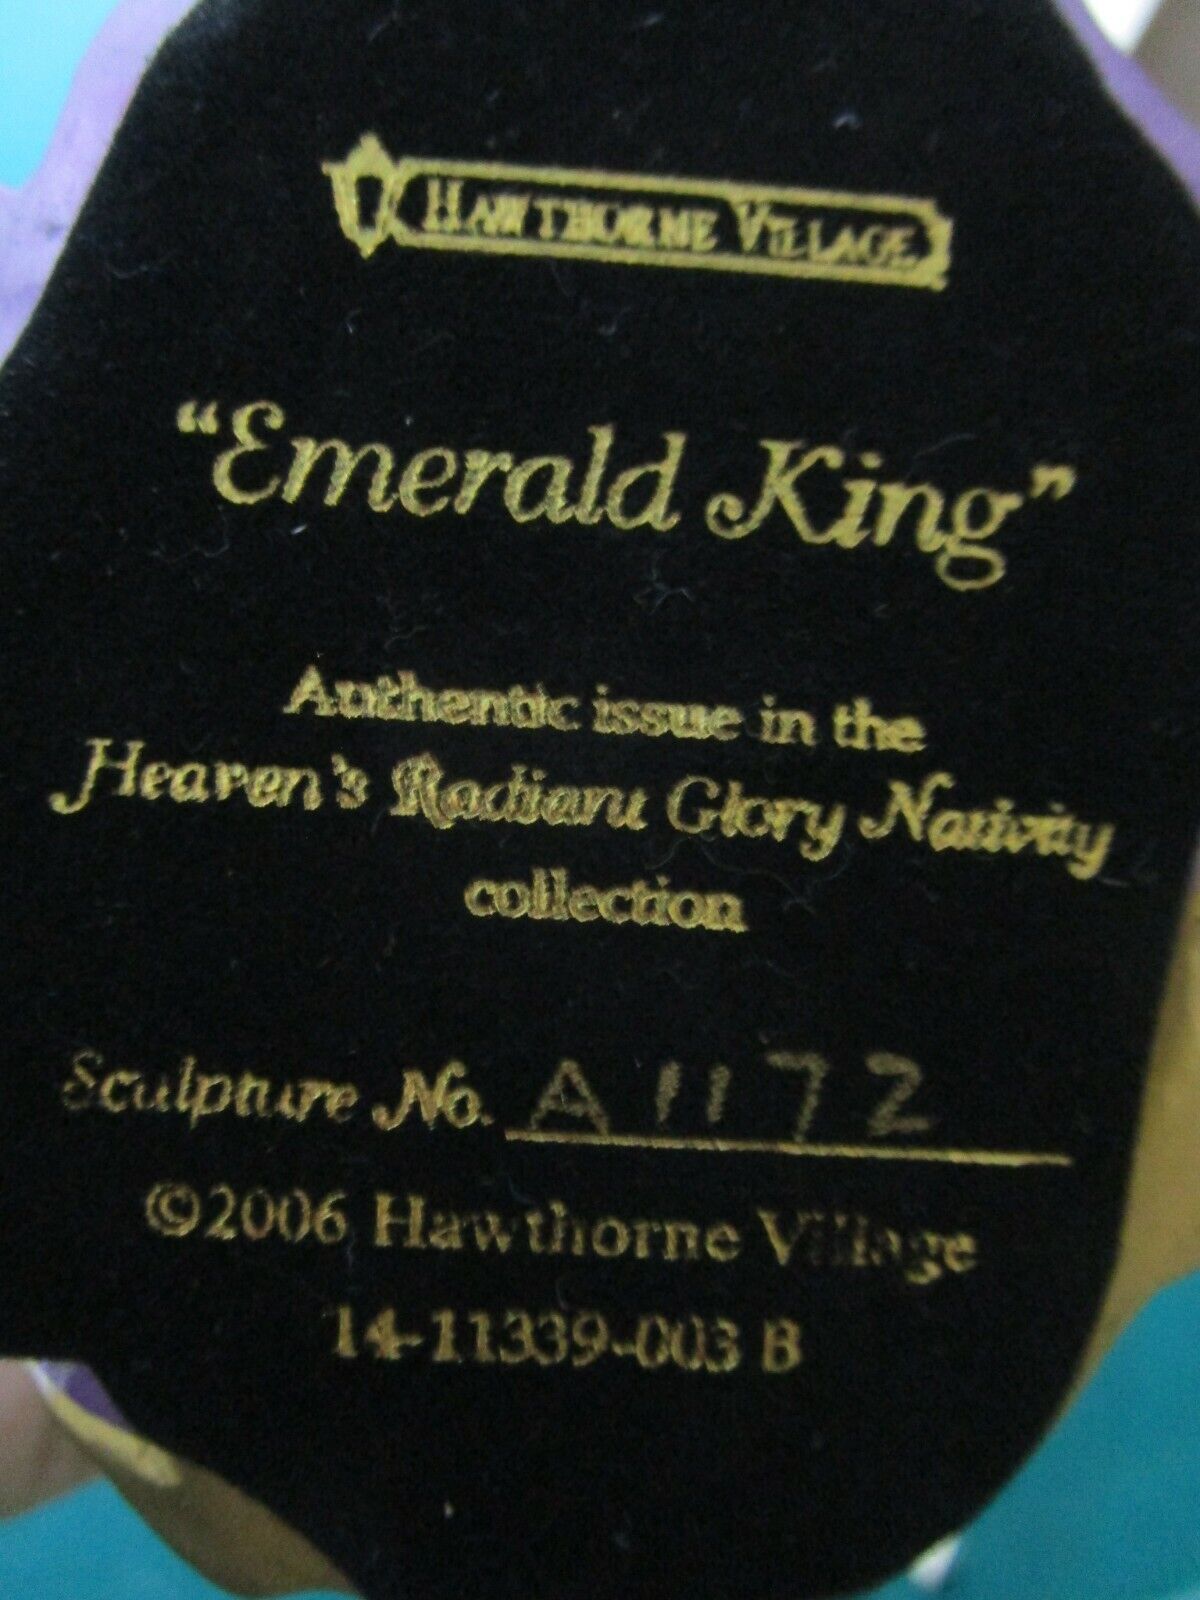 HAWTHORNE VILLAGE
“Emerald King”
Authentic issue in the
Heaven's Radiant Glory Nativity
collection
Sculpture No. A1172
©2006 Hawthorne Village
14-11339-003 B